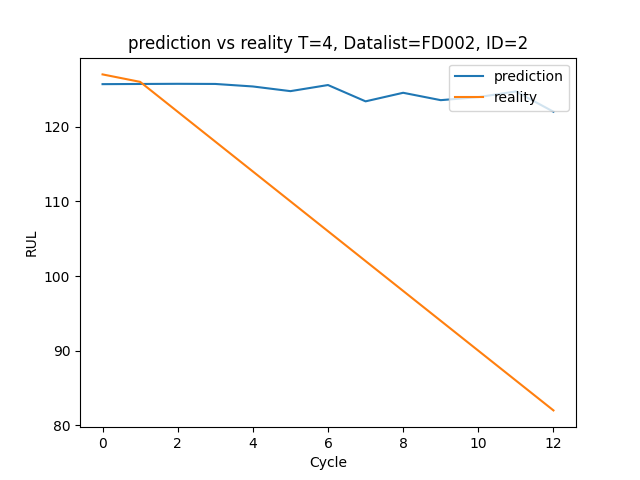 prediction vs reality T=4, Datalist=FD002, ID=2
prediction
reality
120
110
100
90
80
RUL
0 2 4 6 8 10 12
Cycle